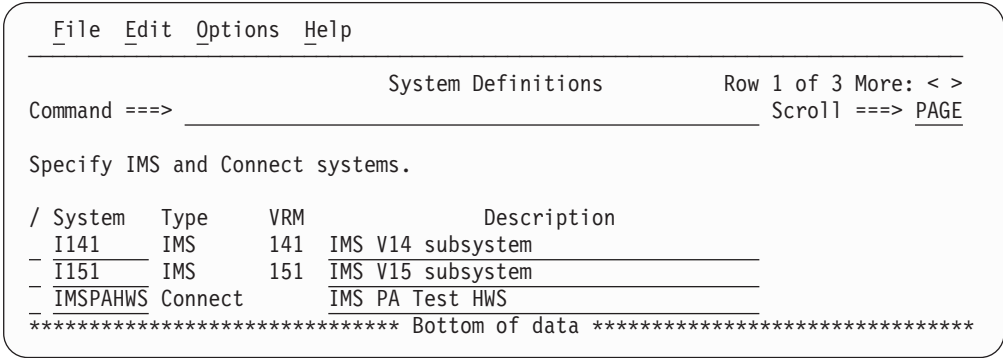 File Edit Options Help
System Definitions Row 1 of 3 More: < >
Command ===> Scroll ===> PAGE
Specify IMS and Connect systems.
/ System Type VRM Description
_ I141 IMS 141 IMS V14 subsystem
_ I151 IMS 151 IMS V15 subsystem
_ IMSPAHWS Connect IMS PA Test HWS
******************************* Bottom of data ********************************